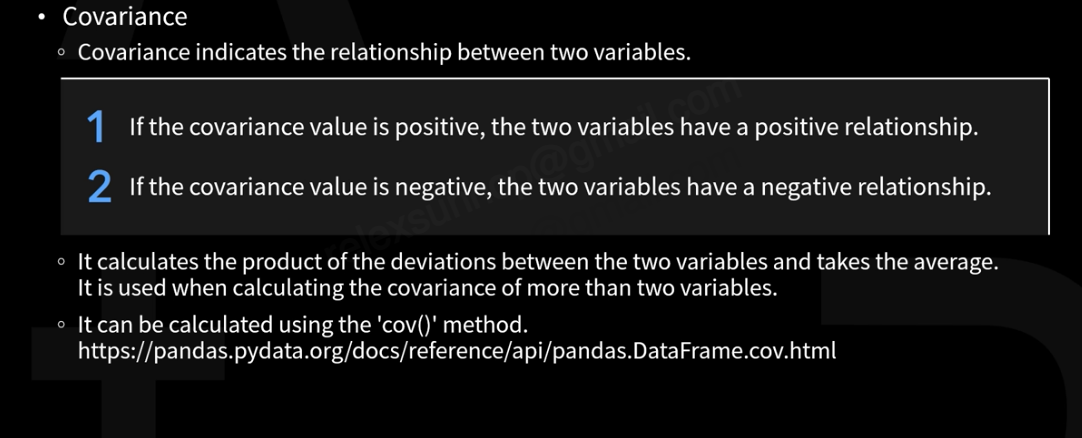 • Covariance
◦ Covariance indicates the relationship between two variables.
1 If the covariance value is positive, the two variables have a positive relationship.
2 If the covariance value is negative, the two variables have a negative relationship.
◦ It calculates the product of the deviations between the two variables and takes the average.
It is used when calculating the covariance of more than two variables.
◦ It can be calculated using the 'cov()' method.
https://pandas.pydata.org/docs/reference/api/pandas.DataFrame.cov.html